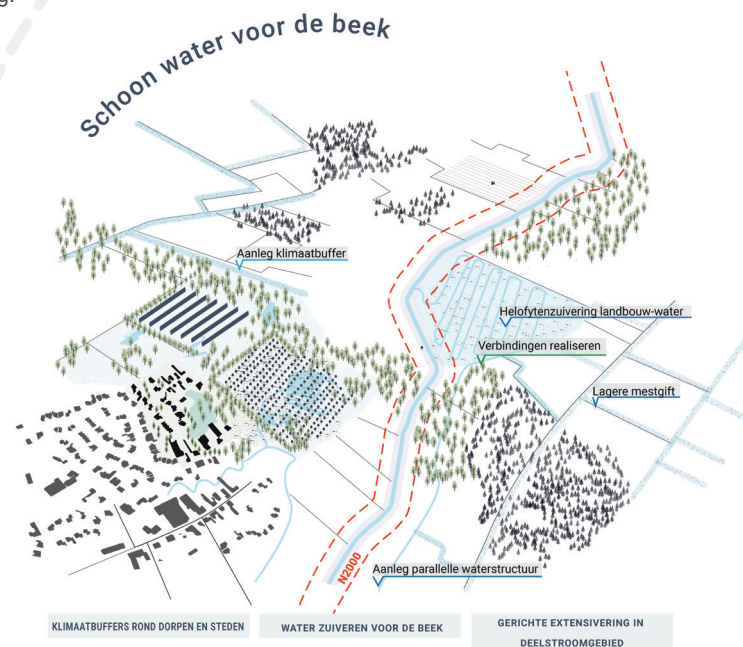 g.
Schoon water voor de beek
Aanleg klimaatbuffer
Helofytenzuivering landbouw-water
Verbindingen realiseren
Lagere mestgift
N2000
Aanleg parallelle waterstructuur
KLIMAATBUFFERS ROND DORPEN EN STEDEN
WATER ZUIVEREN VOOR DE BEEK
GERICHTE EXTENSIVERING IN
DEELSTROOMGEBIED